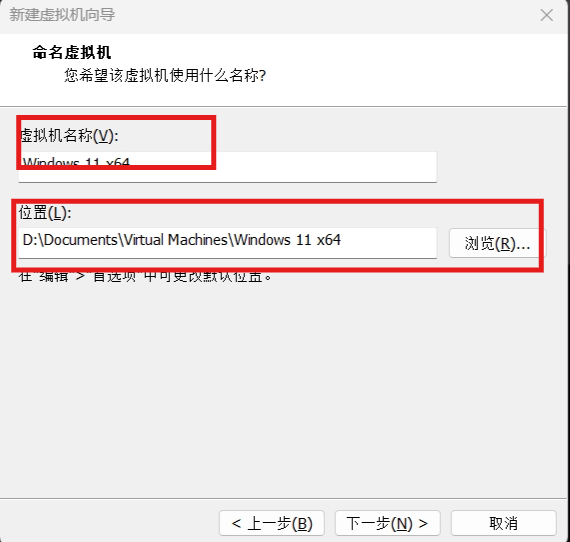 新建虚拟机向导
命名虚拟机
您希望该虚拟机使用什么名称?
虚拟机名称(V):
Windows 11 x64
位置(L):
D:\Documents\Virtual Machines\Windows 11 x64
浏览(R)...
在"编辑">"首选项"中可更改默认位置。
< 上一步(B)
下一步(N) >
取消